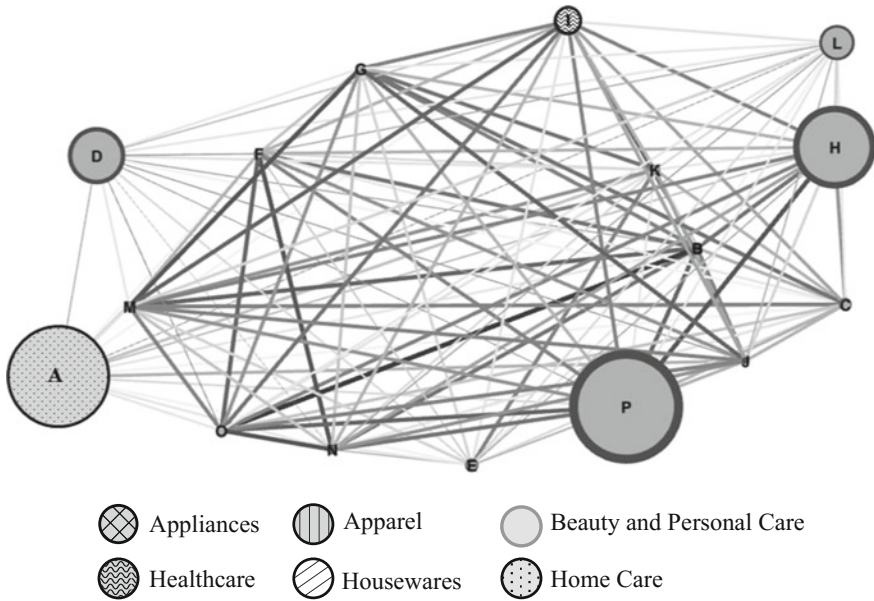 I
L
G
H
D
F
K
B
M
C
J
A
P
O
N
E
Appliances
Apparel
Beauty and Personal Care
Healthcare
Housewares
Home Care